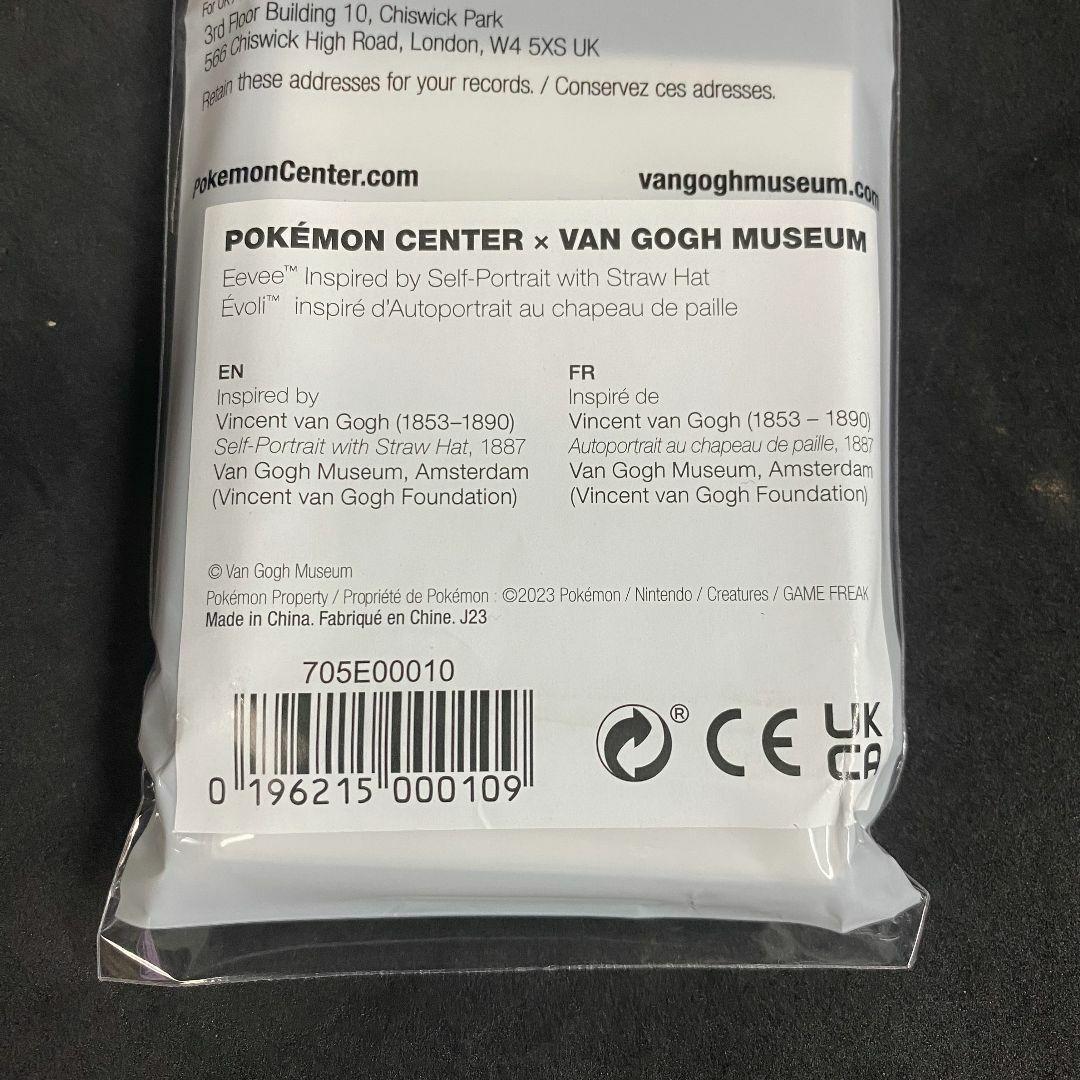 3rd Floor Building 10, Chiswick Park
566 Chiswick High Road, London, W4 5XS UK
Retain these addresses for your records. / Conservez ces adresses.
PokemonCenter.com
vangoghmuseum.com
POKÉMON CENTER × VAN GOGH MUSEUM
Eevee™ Inspired by Self-Portrait with Straw Hat
Évoli™ inspiré d'Autoportrait au chapeau de paille
EN
Inspired by
Vincent van Gogh (1853–1890)
Self-Portrait with Straw Hat, 1887
Van Gogh Museum, Amsterdam
(Vincent van Gogh Foundation)
FR
Inspiré de
Vincent van Gogh (1853 – 1890)
Autoportrait au chapeau de paille, 1887
Van Gogh Museum, Amsterdam
(Vincent van Gogh Foundation)
© Van Gogh Museum
Pokémon Property / Propriété de Pokémon : ©2023 Pokémon / Nintendo / Creatures / GAME FREAK
Made in China. Fabriqué en Chine. J23
705E00010
0 196215 000109
® CE UK
CA